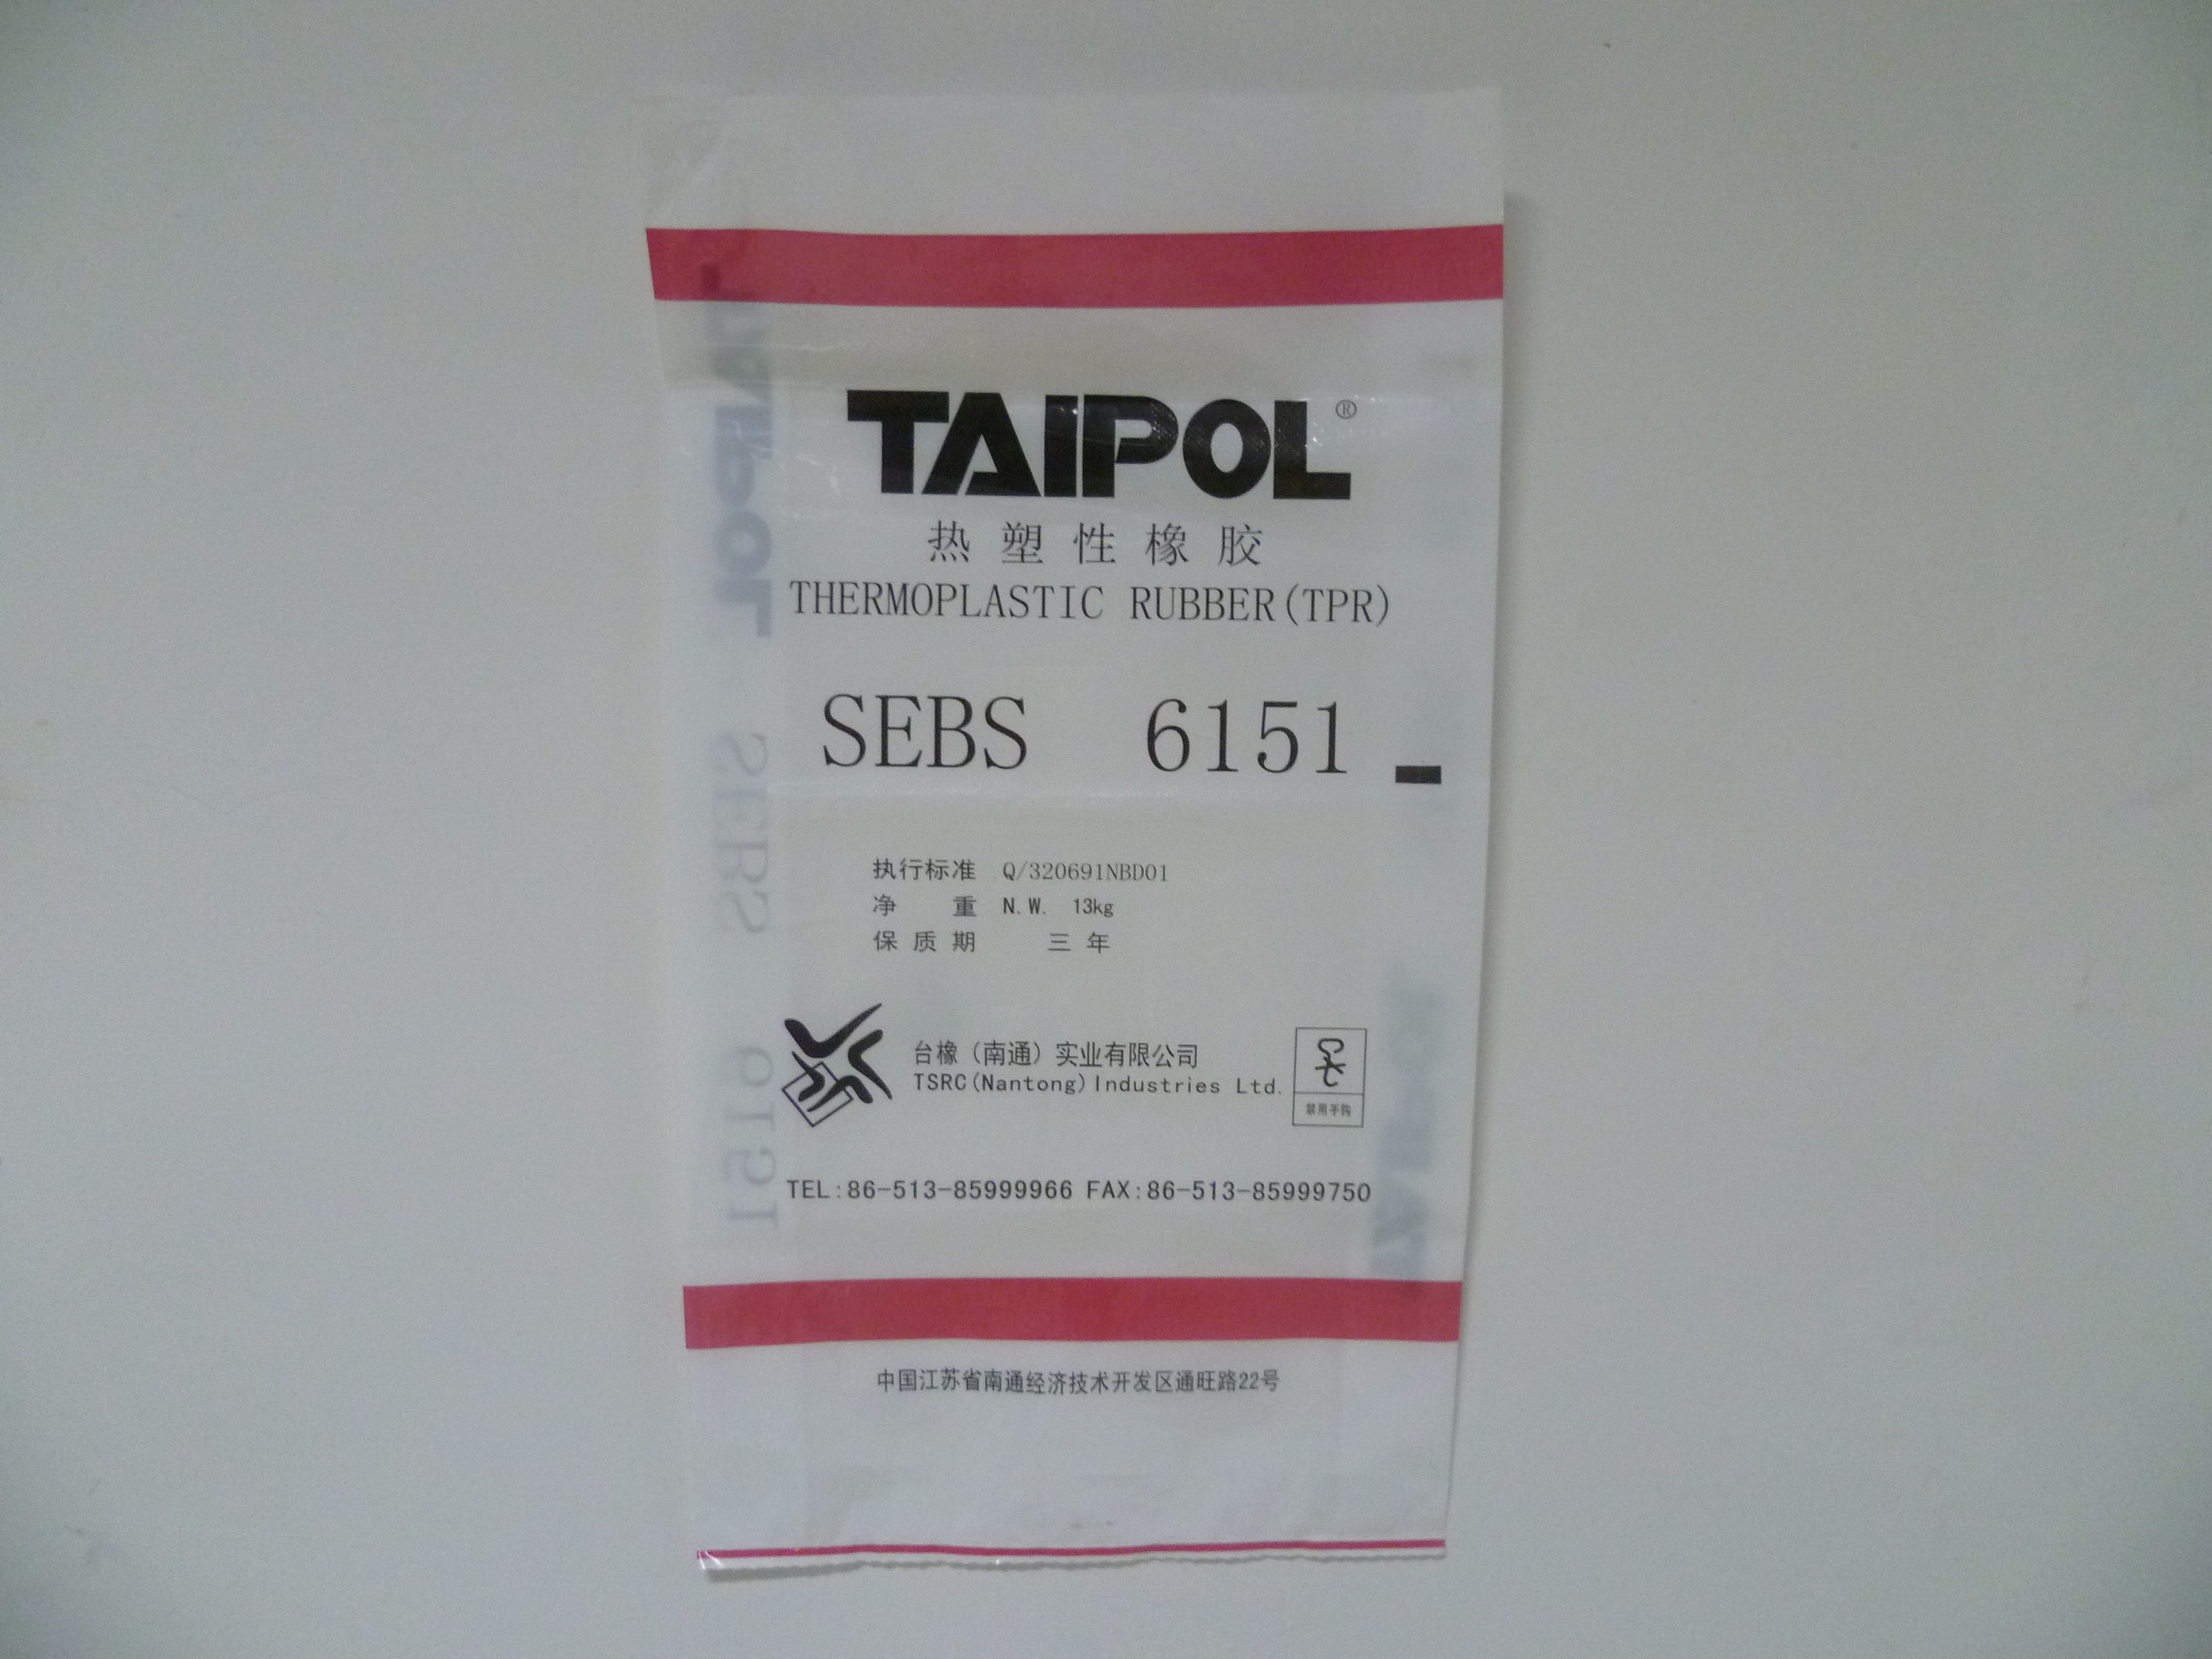 TAIPOL®
热塑性橡胶
THERMOPLASTIC RUBBER(TPR)
SEBS 6151
执行标准 Q/320691NBD01
净 重 N.W. 13kg
保质期 三年
台橡（南通）实业有限公司
TSRC(Nantong)Industries Ltd.
禁用手钩
TEL:86-513-85999966 FAX:86-513-85999750
中国江苏省南通经济技术开发区通旺路22号
TAIPOL SEBS 6151